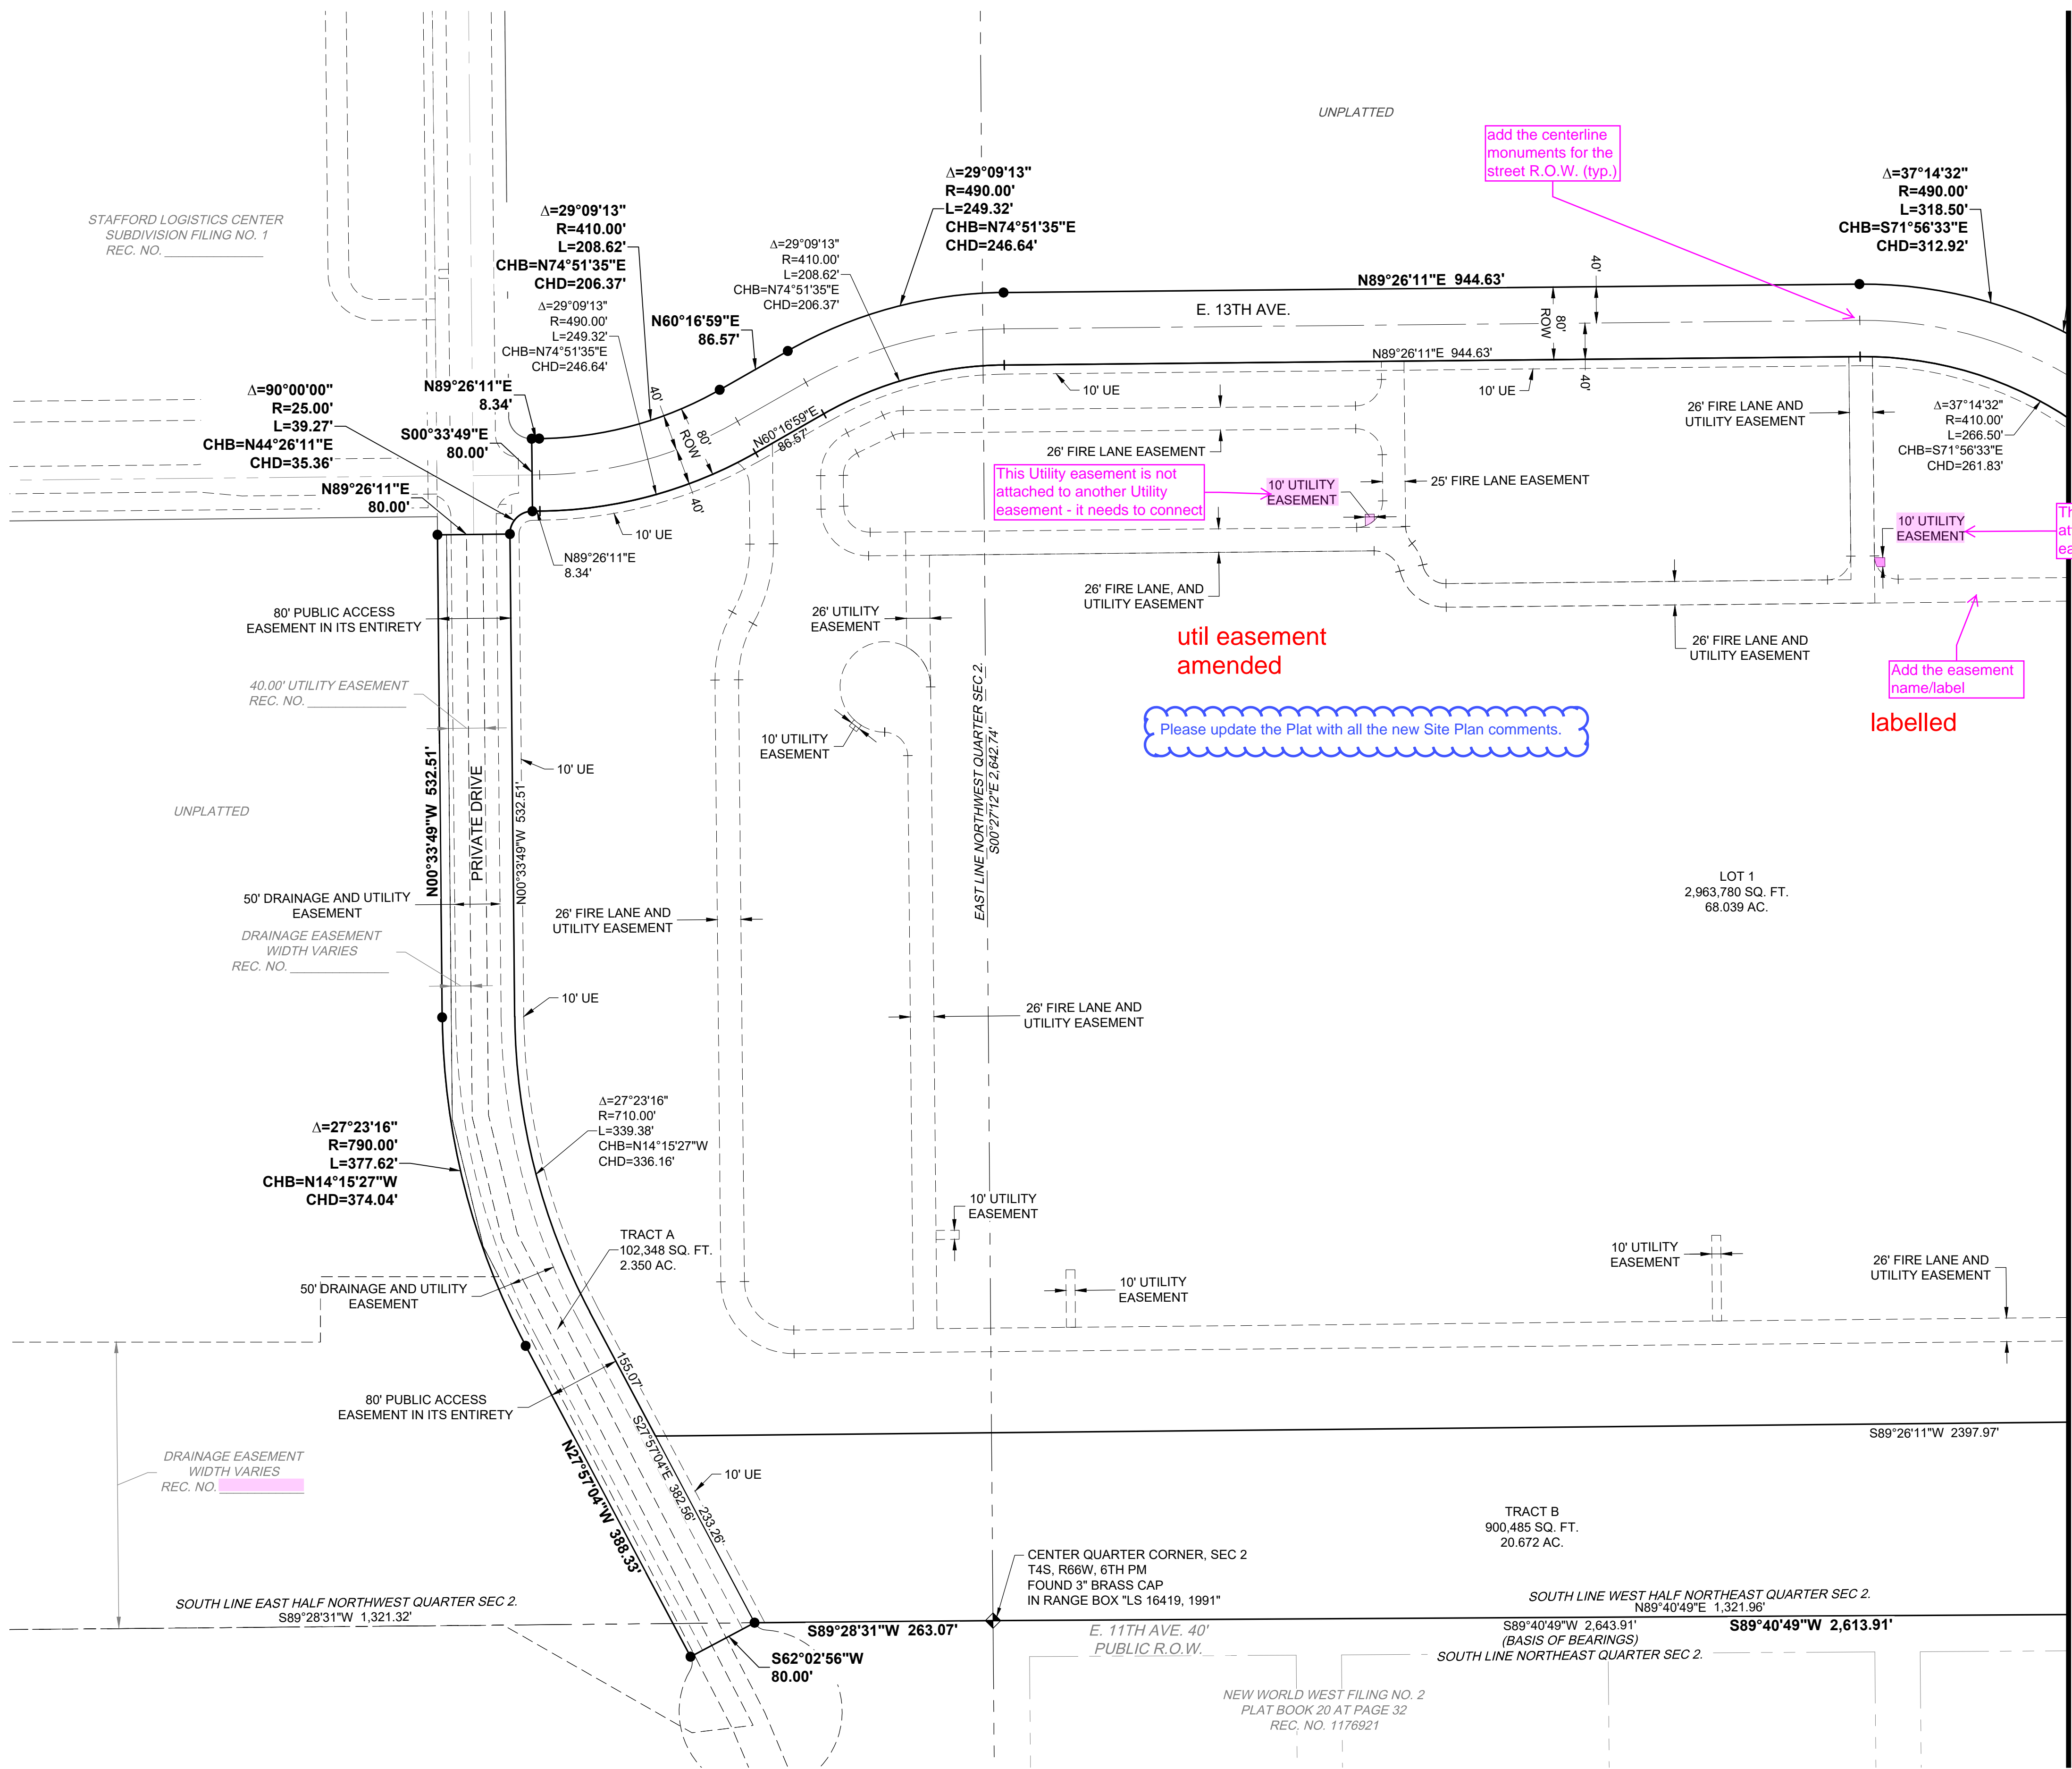 UNPLATTED
add the centerline
monuments for the
street R.O.W. (typ.)
Δ=37°14'32"
R=490.00'
L=318.50'
CHB=S71°56'33"E
CHD=312.92'
Δ=29°09'13"
R=490.00'
L=249.32'
CHB=N74°51'35"E
CHD=246.64'
STAFFORD LOGISTICS CENTER
SUBDIVISION FILING NO. 1
REC. NO.
Δ=29°09'13"
R=410.00'
L=208.62'
CHB=N74°51'35"E
CHD=206.37'
Δ=29°09'13"
R=410.00'
L=208.62'
CHB=N74°51'35"E
CHD=206.37'
Δ=29°09'13"
R=490.00'
L=249.32'
CHB=N74°51'35"E
CHD=246.64'
N60°16'59"E
86.57'
N89°26'11"E 944.63'
40'
E. 13TH AVE.
80'
ROW
N89°26'11"E 944.63'
40'
Δ=90°00'00"
R=25.00'
L=39.27'
CHB=N44°26'11"E
CHD=35.36'
N89°26'11"E
8.34'
S00°33'49"E
80.00'
40'
80'
ROW
40'
N60°16'59"E
86.57'
10' UE
10' UE
26' FIRE LANE AND
UTILITY EASEMENT
Δ=37°14'32"
R=410.00'
L=266.50'
CHB=S71°56'33"E
CHD=261.83'
26' FIRE LANE EASEMENT
This Utility easement is not
attached to another Utility
easement - it needs to connect
10' UTILITY
EASEMENT
25' FIRE LANE EASEMENT
N89°26'11"E
80.00'
10' UE
N89°26'11"E
8.34'
10' UTILITY
EASEMENT
80' PUBLIC ACCESS
EASEMENT IN ITS ENTIRETY
26' UTILITY
EASEMENT
26' FIRE LANE, AND
UTILITY EASEMENT
26' FIRE LANE AND
UTILITY EASEMENT
util easement
amended
Add the easement
name/label
labelled
40.00' UTILITY EASEMENT
REC. NO.
10' UTILITY
EASEMENT
Please update the Plat with all the new Site Plan comments.
EAST LINE NORTHWEST QUARTER SEC 2.
S00°27'12"E 2,642.74'
N00°33'49"W 532.51'
PRIVATE DRIVE
N00°33'49"W 532.51'
10' UE
UNPLATTED
LOT 1
2,963,780 SQ. FT.
68.039 AC.
50' DRAINAGE AND UTILITY
EASEMENT
26' FIRE LANE AND
UTILITY EASEMENT
DRAINAGE EASEMENT
WIDTH VARIES
REC. NO.
10' UE
26' FIRE LANE AND
UTILITY EASEMENT
Δ=27°23'16"
R=790.00'
L=377.62'
CHB=N14°15'27"W
CHD=374.04'
Δ=27°23'16"
R=710.00'
L=339.38'
CHB=N14°15'27"W
CHD=336.16'
10' UTILITY
EASEMENT
TRACT A
102,348 SQ. FT.
2.350 AC.
10' UTILITY
EASEMENT
10' UTILITY
EASEMENT
26' FIRE LANE AND
UTILITY EASEMENT
50' DRAINAGE AND UTILITY
EASEMENT
80' PUBLIC ACCESS
EASEMENT IN ITS ENTIRETY
155.07'
S27°57'04"E 382.56'
233.26'
N27°57'04"W 388.33'
10' UE
S89°26'11"W 2397.97'
DRAINAGE EASEMENT
WIDTH VARIES
REC. NO.
TRACT B
900,485 SQ. FT.
20.672 AC.
CENTER QUARTER CORNER, SEC 2
T4S, R66W, 6TH PM
FOUND 3" BRASS CAP
IN RANGE BOX "LS 16419, 1991"
SOUTH LINE EAST HALF NORTHWEST QUARTER SEC 2.
S89°28'31"W 1,321.32'
SOUTH LINE WEST HALF NORTHEAST QUARTER SEC 2.
N89°40'49"E 1,321.96'
S89°28'31"W 263.07'
E. 11TH AVE. 40'
PUBLIC R.O.W.
S89°40'49"W 2,643.91'
(BASIS OF BEARINGS)
SOUTH LINE NORTHEAST QUARTER SEC 2.
S89°40'49"W 2,613.91'
S62°02'56"W
80.00'
NEW WORLD WEST FILING NO. 2
PLAT BOOK 20 AT PAGE 32
REC. NO. 1176921